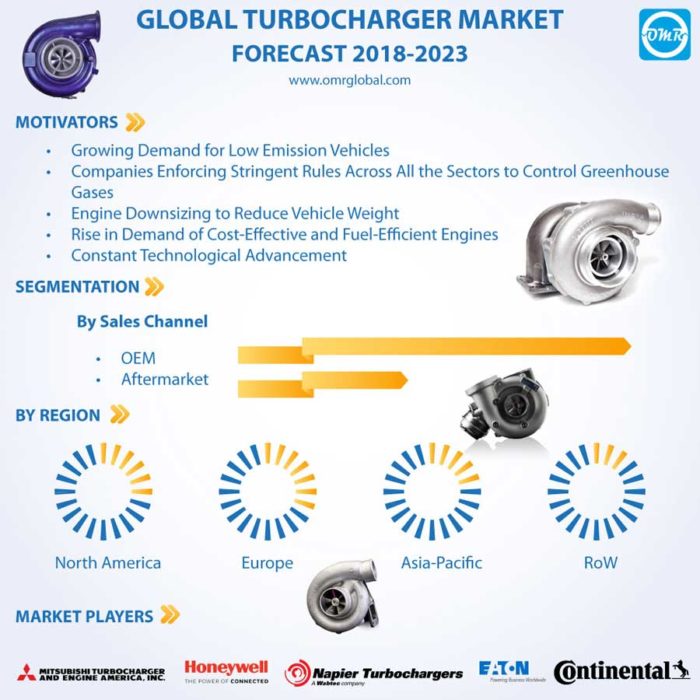 GLOBAL TURBOCHARGER MARKET
FORECAST 2018-2023
www.omrglobal.com
OMR
MOTIVATORS
• Growing Demand for Low Emission Vehicles
• Companies Enforcing Stringent Rules Across All the Sectors to Control Greenhouse
Gases
• Engine Downsizing to Reduce Vehicle Weight
• Rise in Demand of Cost-Effective and Fuel-Efficient Engines
• Constant Technological Advancement
SEGMENTATION
By Sales Channel
• OEM
• Aftermarket
BY REGION
North America
Europe
Asia-Pacific
RoW
MARKET PLAYERS
MITSUBISHI TURBOCHARGER
AND ENGINE AMERICA, INC.
Honeywell
THE POWER OF CONNECTED
Napier Turbochargers
A Wabtec company
EATON
Powering Business Worldwide
Continental